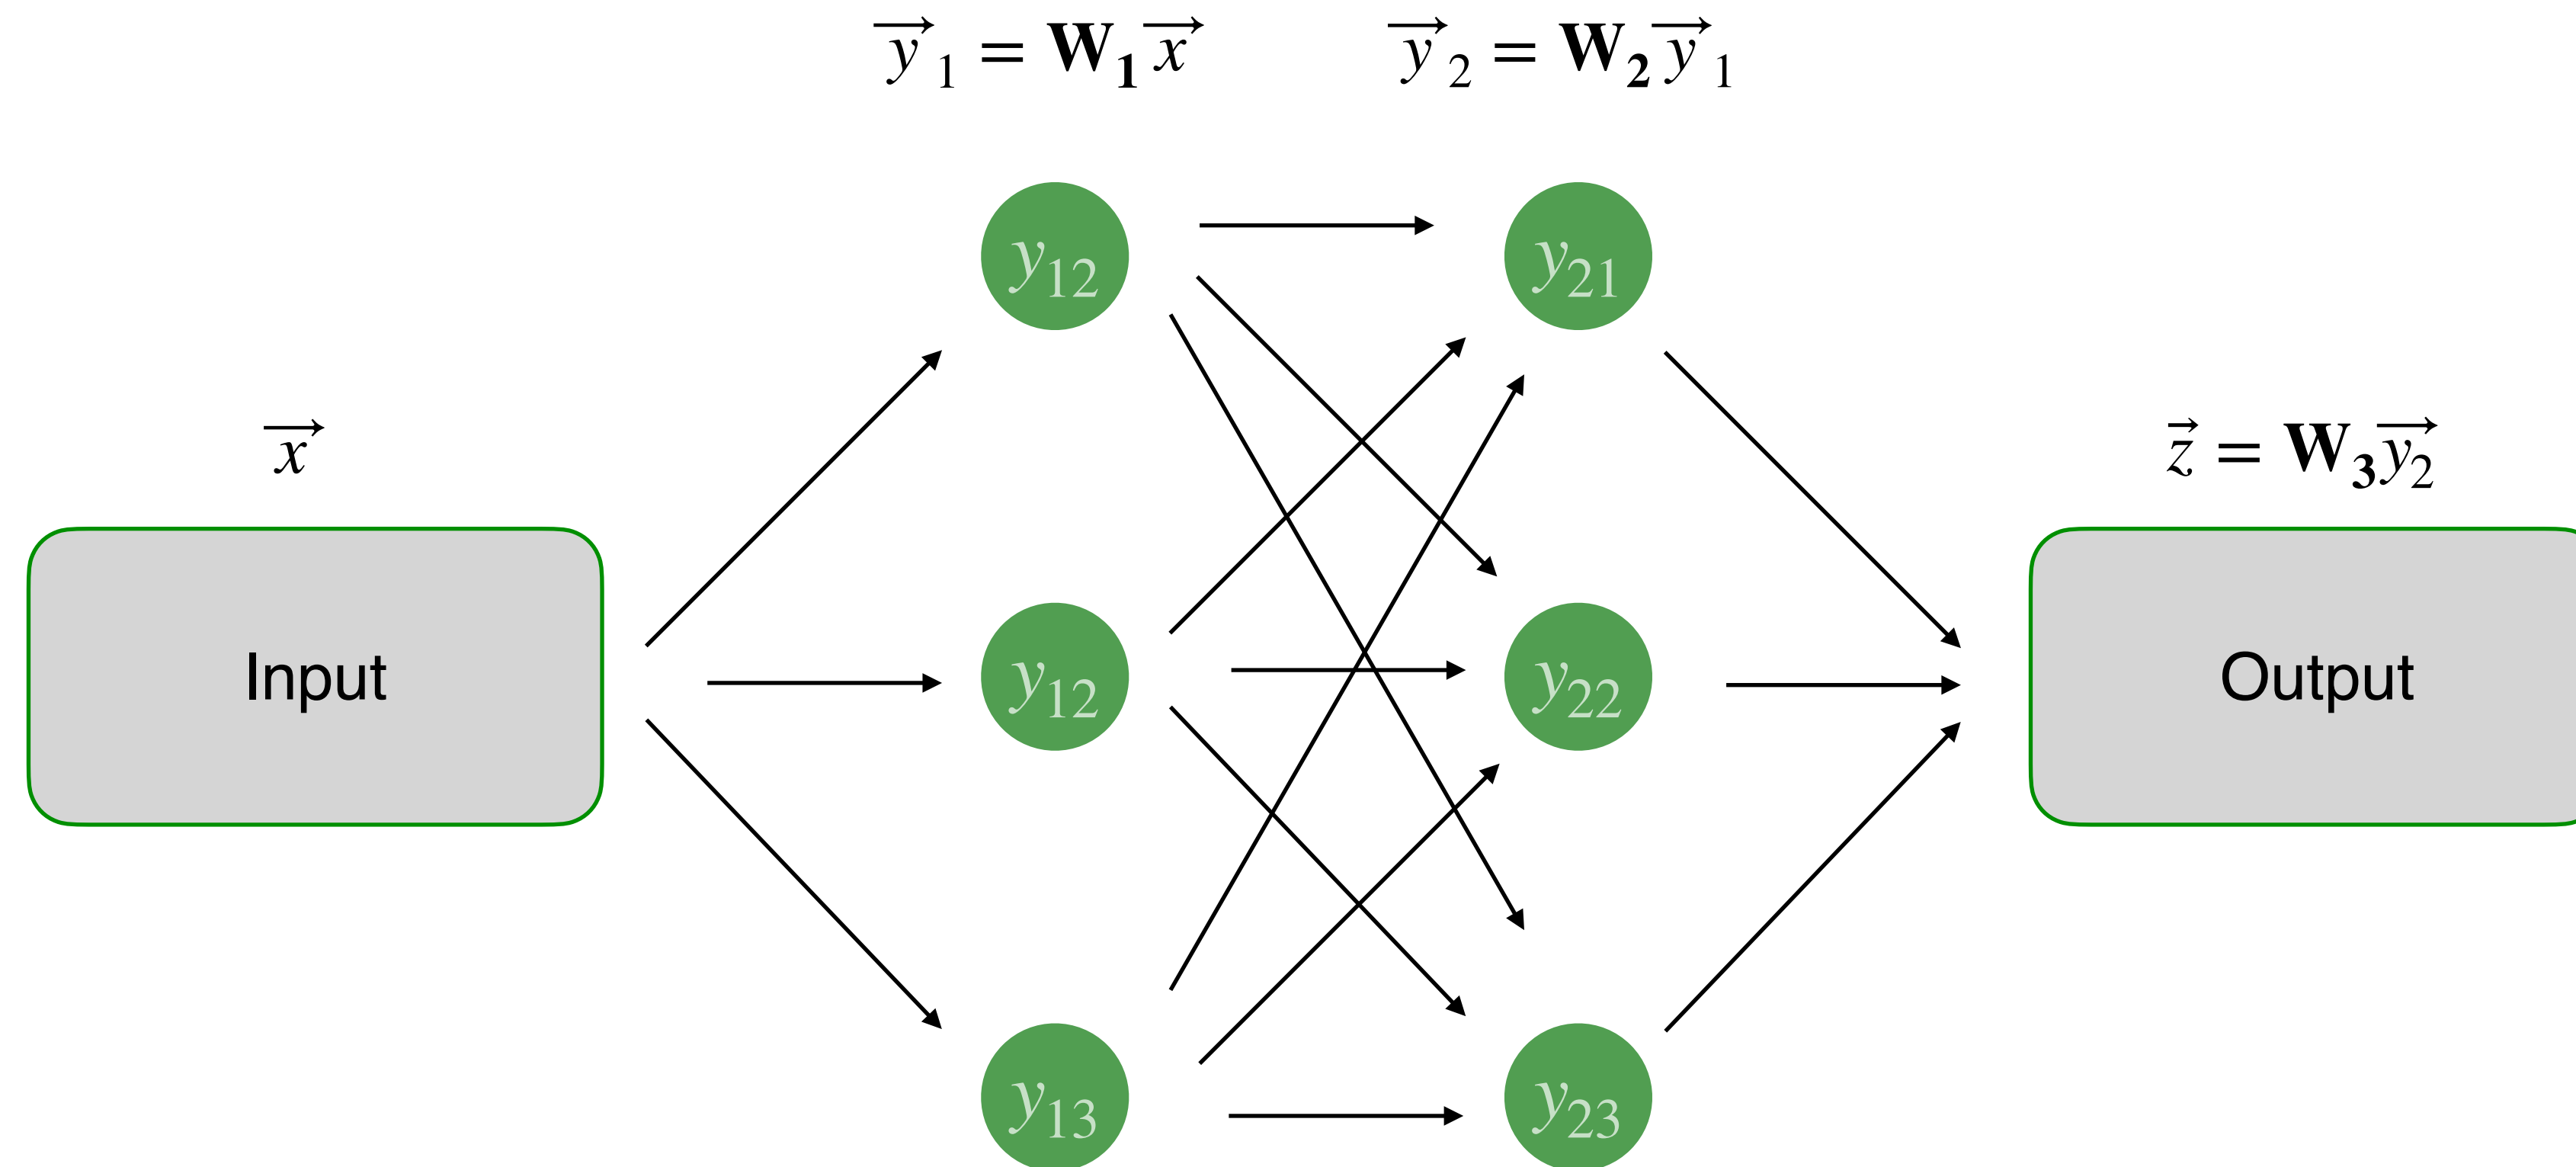 y⃗₁ = W₁x⃗
y⃗₂ = W₂y⃗₁
y₁₂
y₂₁
x⃗
z⃗ = W₃y⃗₂
Input
y₁₂
y₂₂
Output
y₁₃
y₂₃